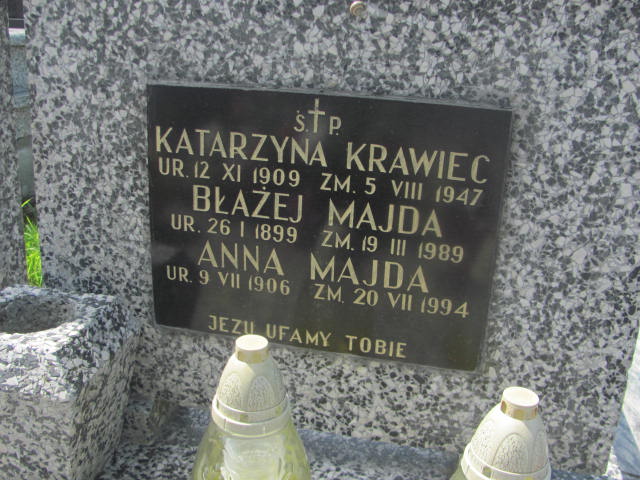 Ś. P.
KATARZYNA KRAWIEC
UR. 12 XI 1909 ZM. 5 VIII 1947
BŁAŻEJ MAJDA
UR. 26 I 1899 ZM. 19 III 1989
ANNA MAJDA
UR. 9 VII 1906 ZM. 20 VII 1994
JEZU UFAMY TOBIE